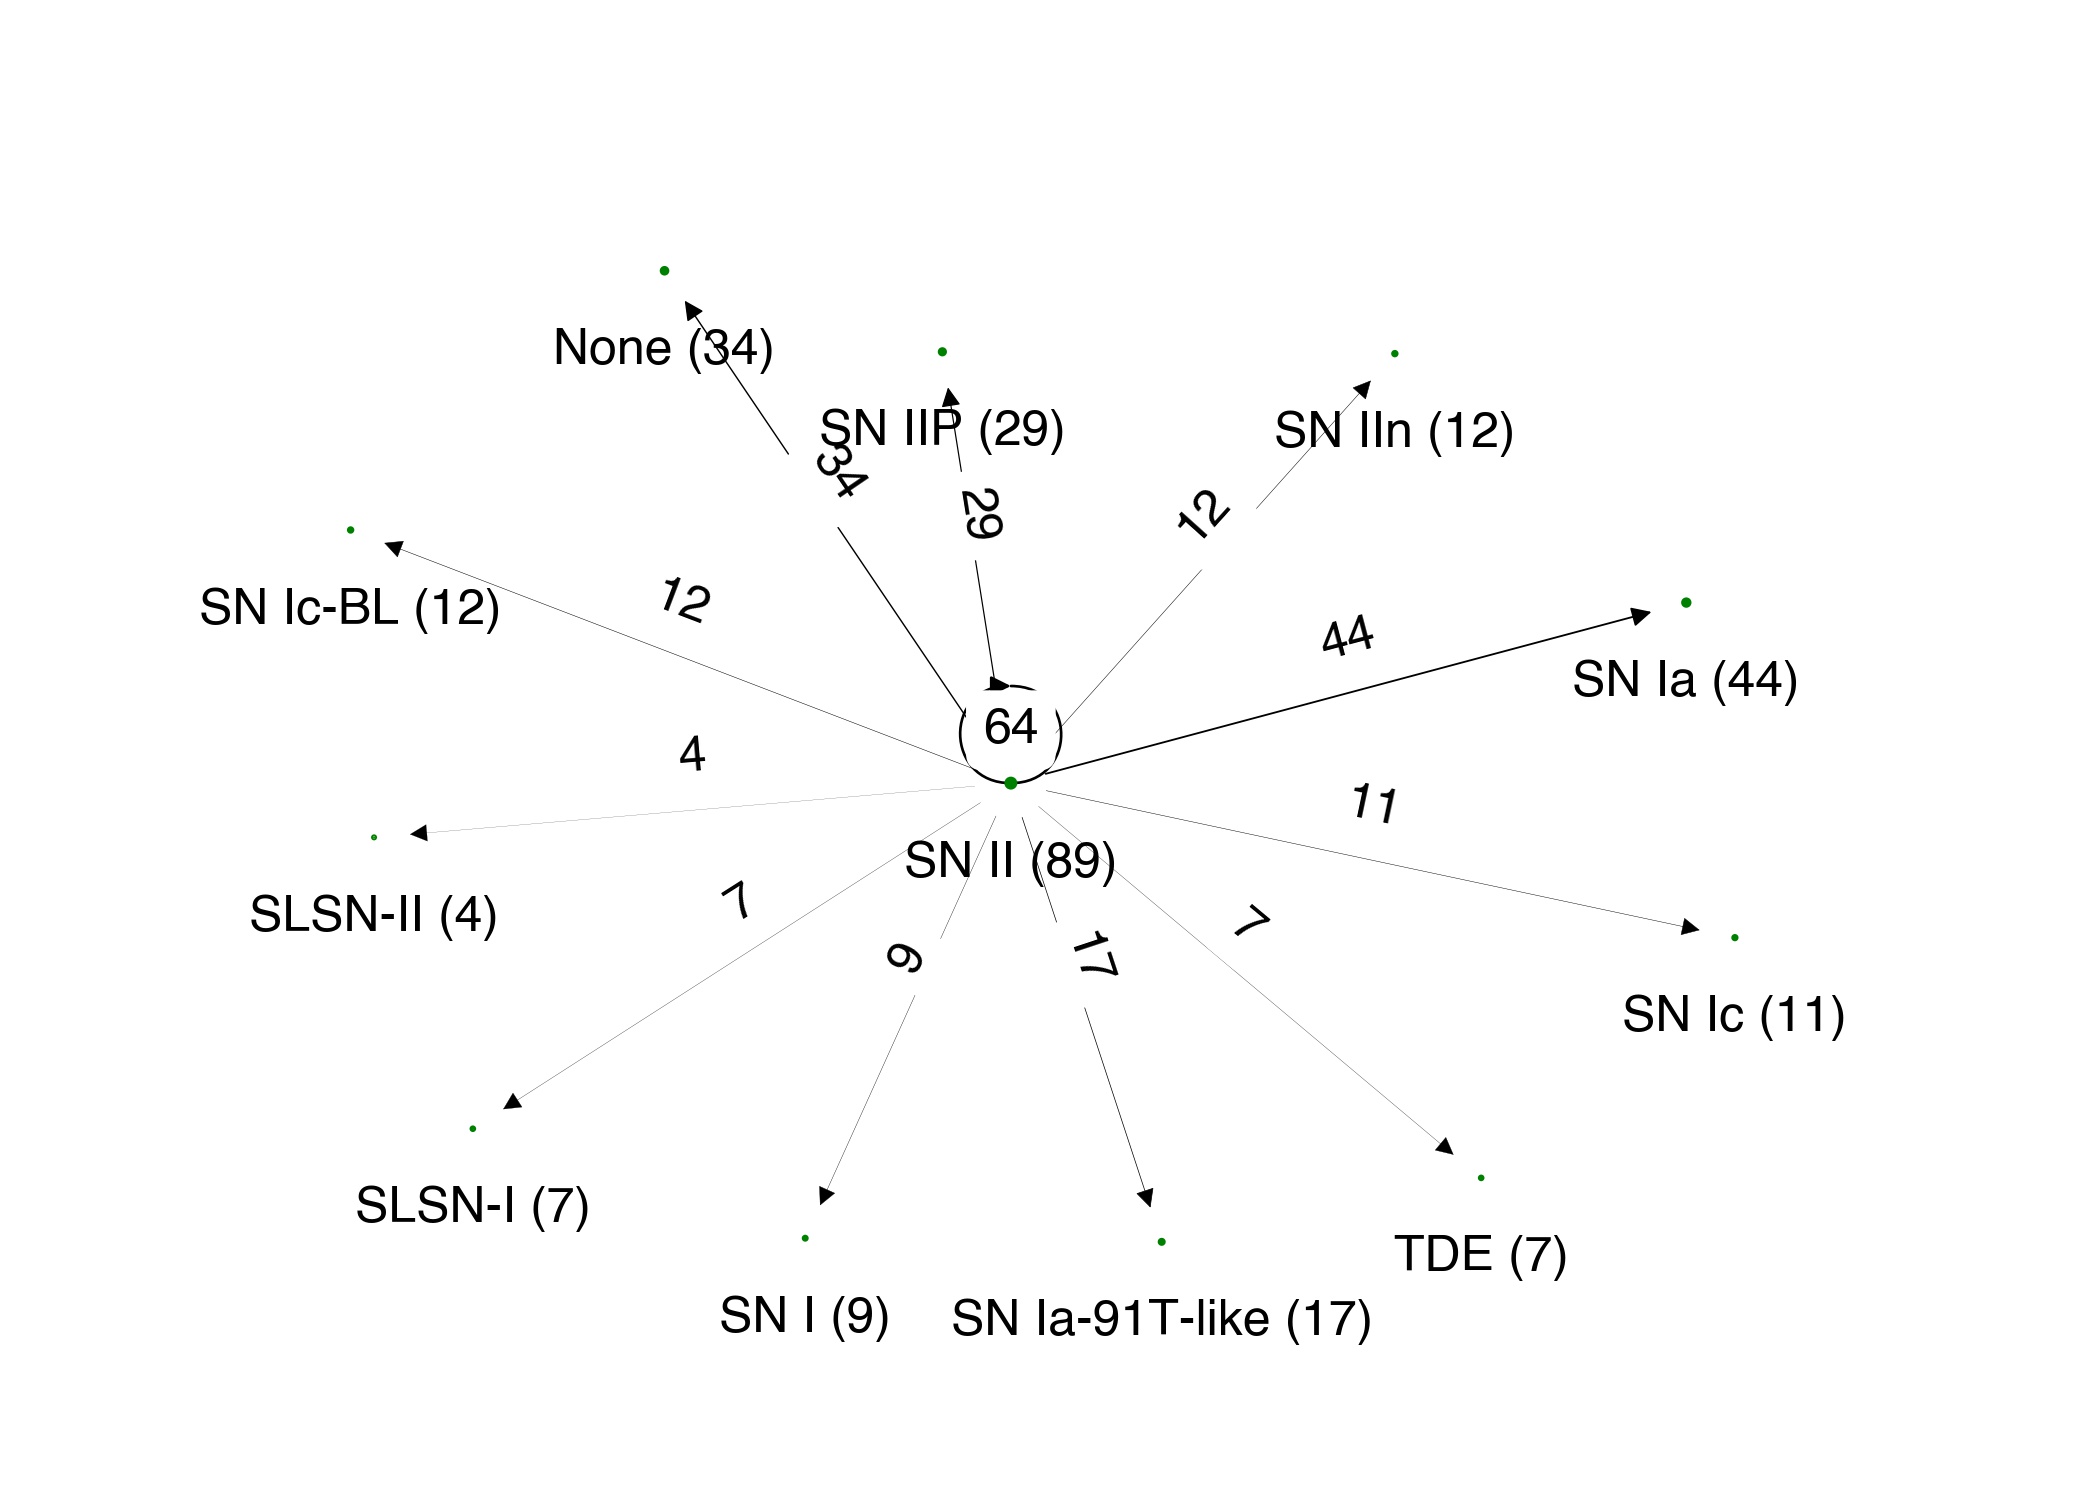 None (34)
SN IIP (29)
SN IIn (12)
34
29
12
SN Ic-BL (12)
12
44
SN Ia (44)
64
4
11
SN II (89)
SLSN-II (4)
7
9
17
7
SN Ic (11)
SLSN-I (7)
TDE (7)
SN I (9)
SN Ia-91T-like (17)